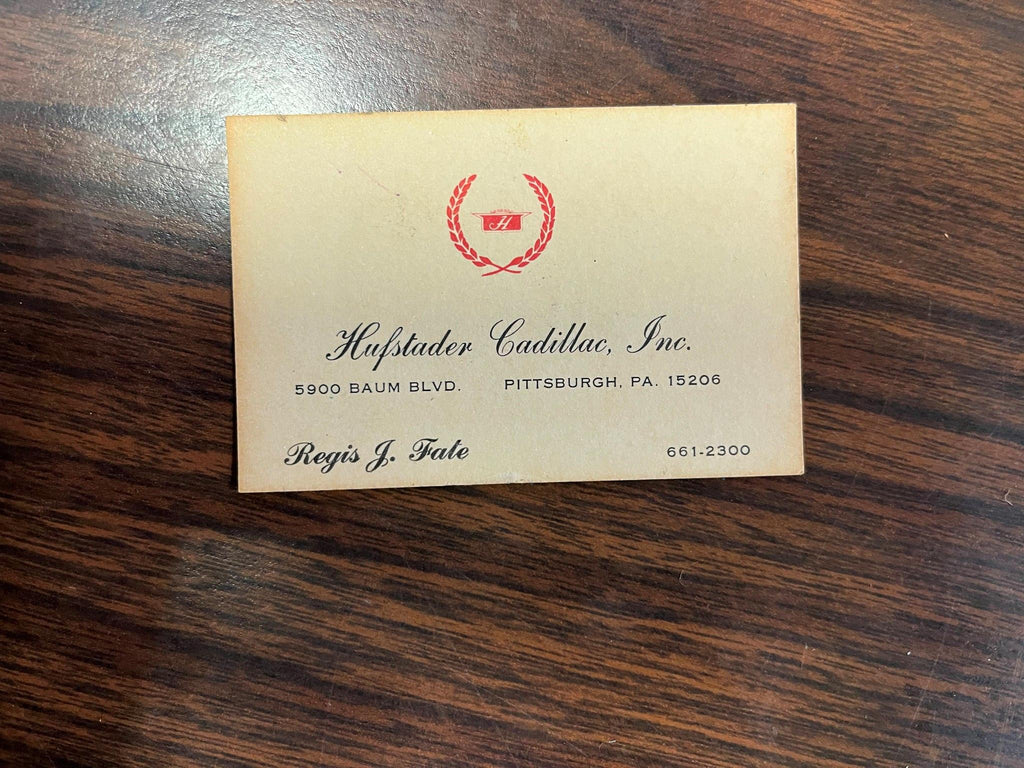 H
Hufstader Cadillac, Inc.
5900 BAUM BLVD. PITTSBURGH, PA. 15206
Regis J. Fate 661-2300